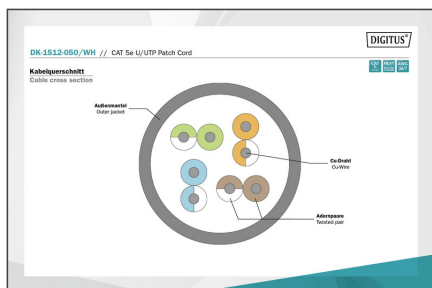 DIGITUS®
DK-1512-050/WH // CAT 5e U/UTP Patch Cord
Kabelquerschnitt
Cable cross section
Außenmantel
Outer jacket
Cu-Draht
Cu-Wire
Adernpaare
Twisted pair